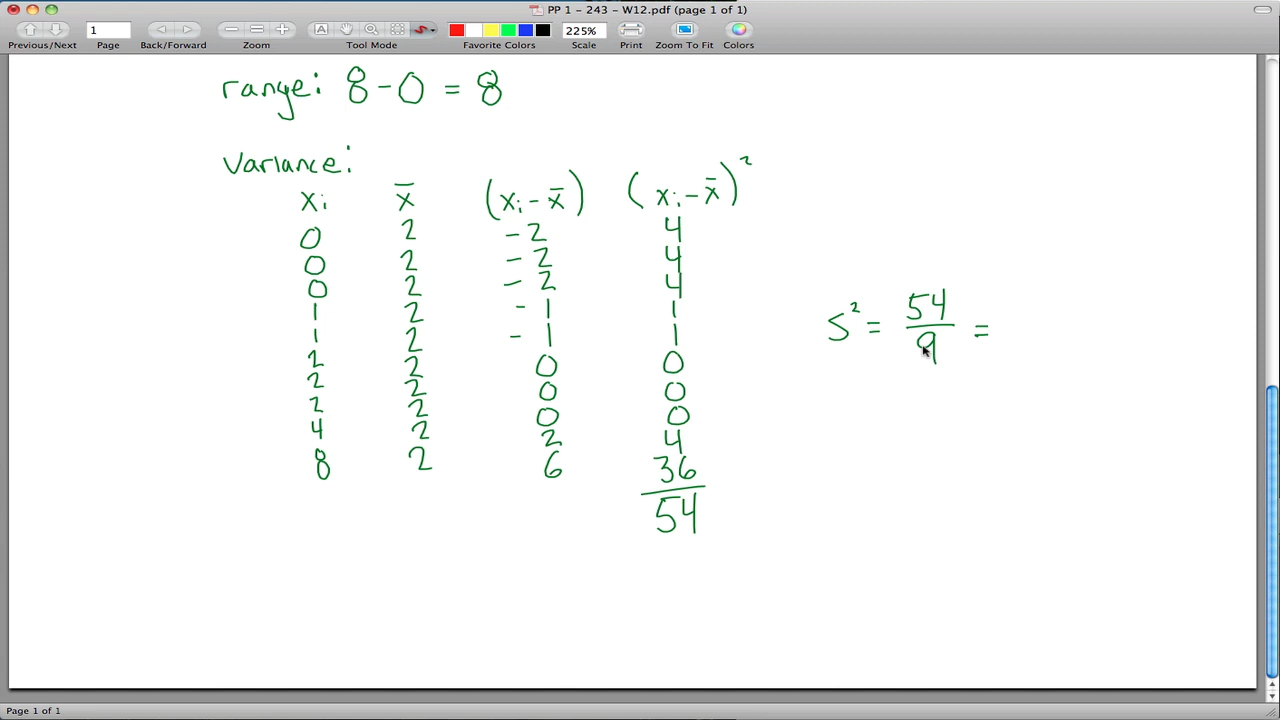 PP 1 - 243 - W12.pdf (page 1 of 1)
1 A 225%
Previous/Next Page Back/Forward Zoom Tool Mode Favorite Colors Scale Print Zoom To Fit Colors
range: 8 - 0 = 8
Variance:
xi x̄ (xi - x̄) (xi - x̄)²
0 2 -2 4
0 2 -2 4
0 2 -2 4
1 2 -1 1
1 2 -1 1
2 2 0 0
2 2 0 0
2 2 0 0
4 2 2 4
8 2 6 36
54
S² = 54/9 =
Page 1 of 1